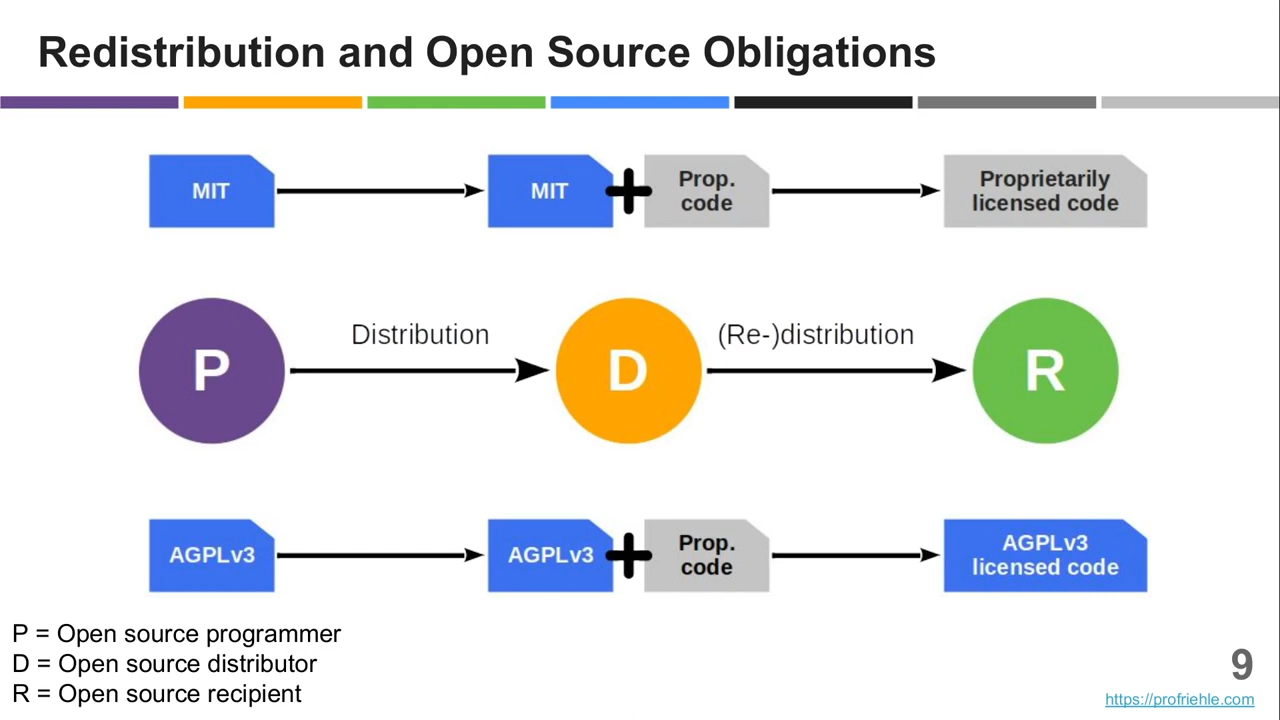 Redistribution and Open Source Obligations
MIT
MIT
Prop.
code
Proprietarily
licensed code
Distribution
(Re-)distribution
P
D
R
AGPLv3
AGPLv3
Prop.
code
AGPLv3
licensed code
P = Open source programmer
D = Open source distributor
R = Open source recipient
9
https://profriehle.com